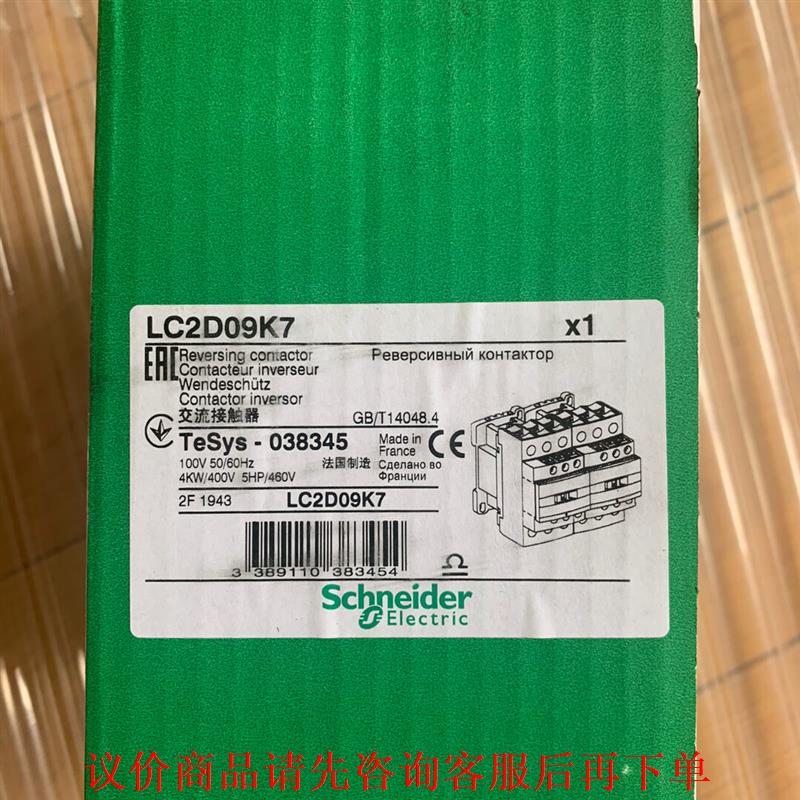 LC2D09K7 x1
EAC Reversing contactor Реверсивный контактор
Contacteur inverseur
Wendeschütz
Contactor inversor
交流接触器 GB/T14048.4
TeSys - 038345 Made in France CE
100V 50/60Hz 法国制造 Сделано во Франции
4KW/400V 5HP/460V
2F 1943 LC2D09K7
3 389110 383454
Schneider
Electric
议价商品请先咨询客服后再下单